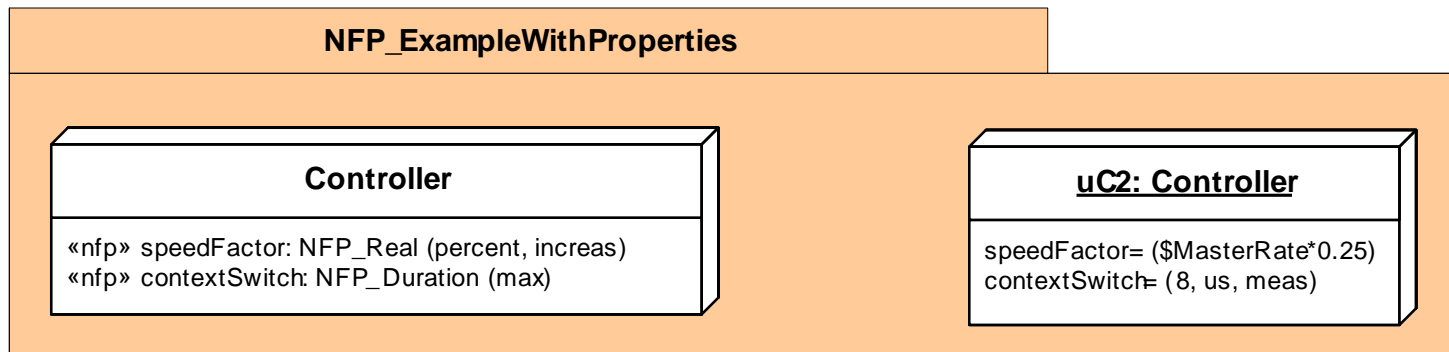 NFP_ExampleWithProperties
Controller
«nfp» speedFactor: NFP_Real (percent, increas)
«nfp» contextSwitch: NFP_Duration (max)
uC2: Controller
speedFactor= ($MasterRate*0.25)
contextSwitch= (8, us, meas)